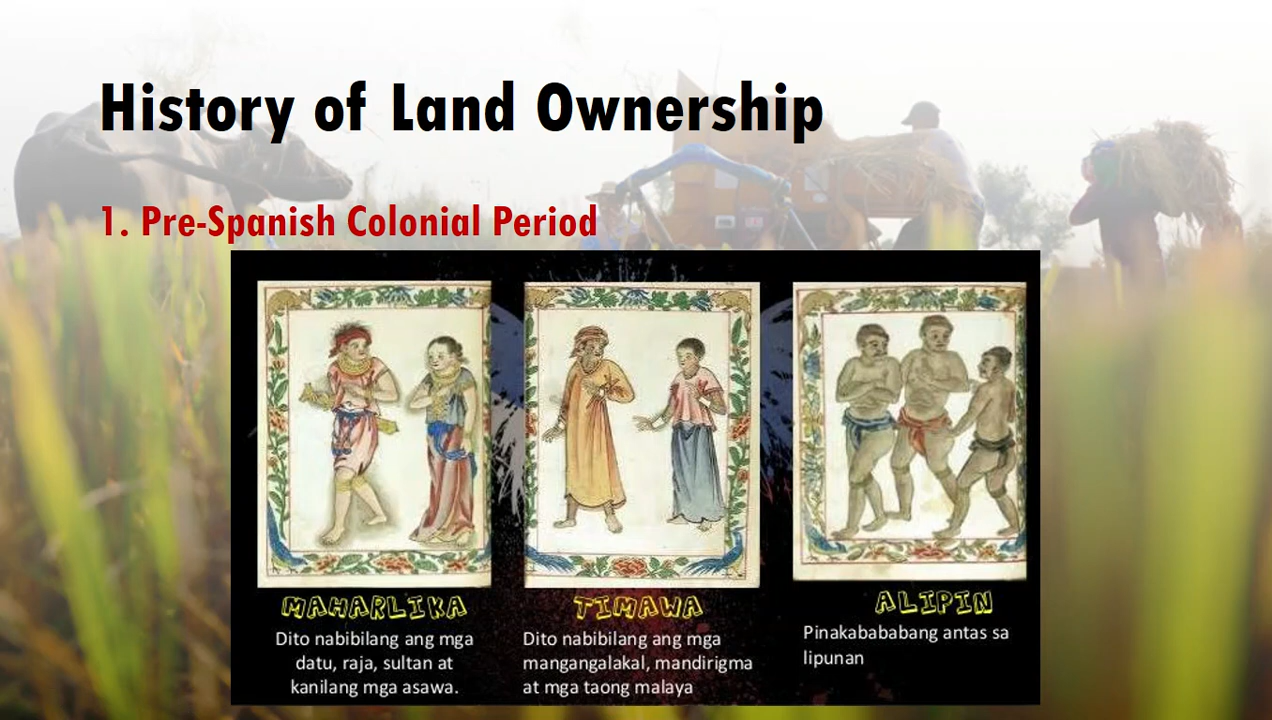 History of Land Ownership
1. Pre-Spanish Colonial Period
MAHARLIKA
Dito nabibilang ang mga
datu, raja, sultan at
kanilang mga asawa.
TIMAWA
Dito nabibilang ang mga
mangangalakal, mandirigma
at mga taong malaya
ALIPIN
Pinakabababang antas sa
lipunan